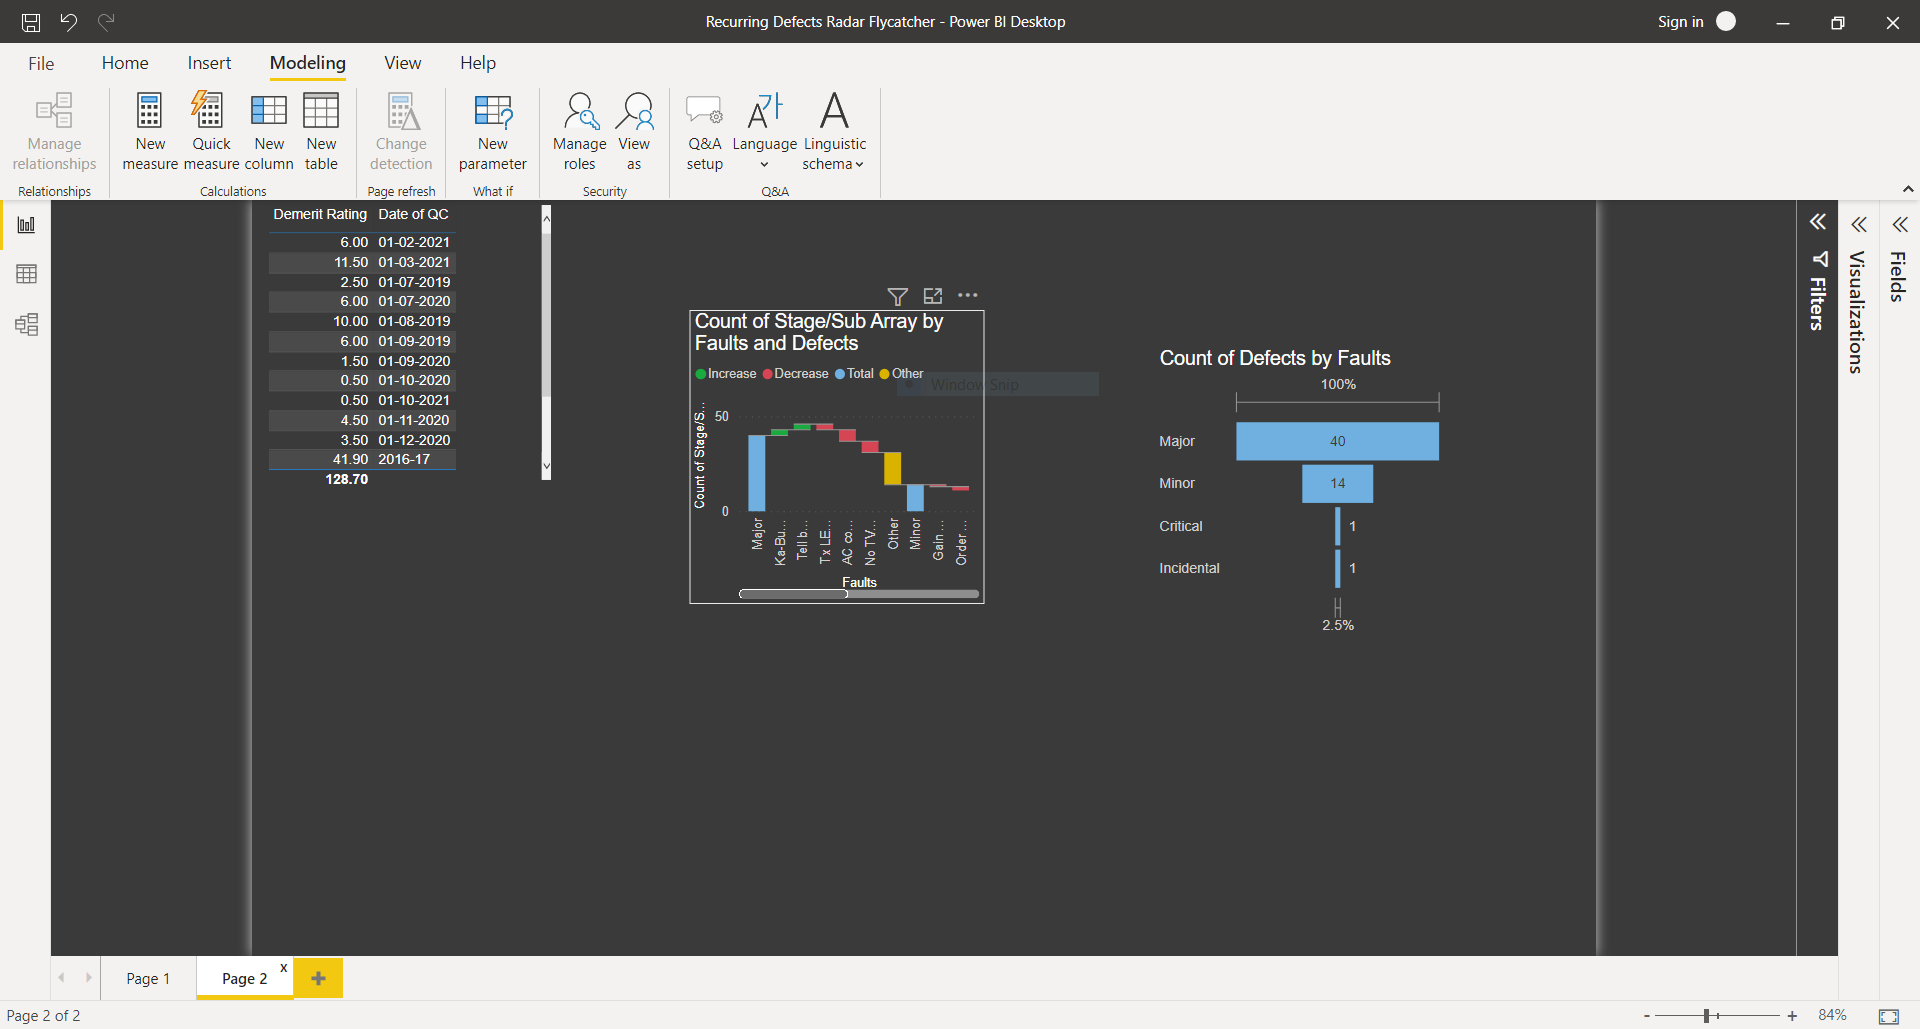 Recurring Defects Radar Flycatcher - Power BI Desktop
Sign in
File Home Insert Modeling View Help
Manage relationships
New measure
Quick measure
New column
New table
Change detection
New parameter
Manage roles
View as
Q&A setup
Language
Linguistic schema
Relationships Calculations Page refresh What if Security Q&A
Demerit Rating Date of QC
6.00 01-02-2021
11.50 01-03-2021
2.50 01-07-2019
6.00 01-07-2020
10.00 01-08-2019
6.00 01-09-2019
1.50 01-09-2020
0.50 01-10-2020
0.50 01-10-2021
4.50 01-11-2020
3.50 01-12-2020
41.90 2016-17
128.70
Count of Stage/Sub Array by
Faults and Defects
Increase Decrease Total Other
Window Snip
Count of Stage/S...
50
0
Major
Ka-Bu...
Tell b...
Tx LE...
AC co...
No TV...
Other
Minor
Gain ...
Order ...
Faults
Count of Defects by Faults
100%
Major 40
Minor 14
Critical 1
Incidental 1
2.5%
Filters
Visualizations
Fields
Page 1
Page 2 x
+
Page 2 of 2
- + 84%